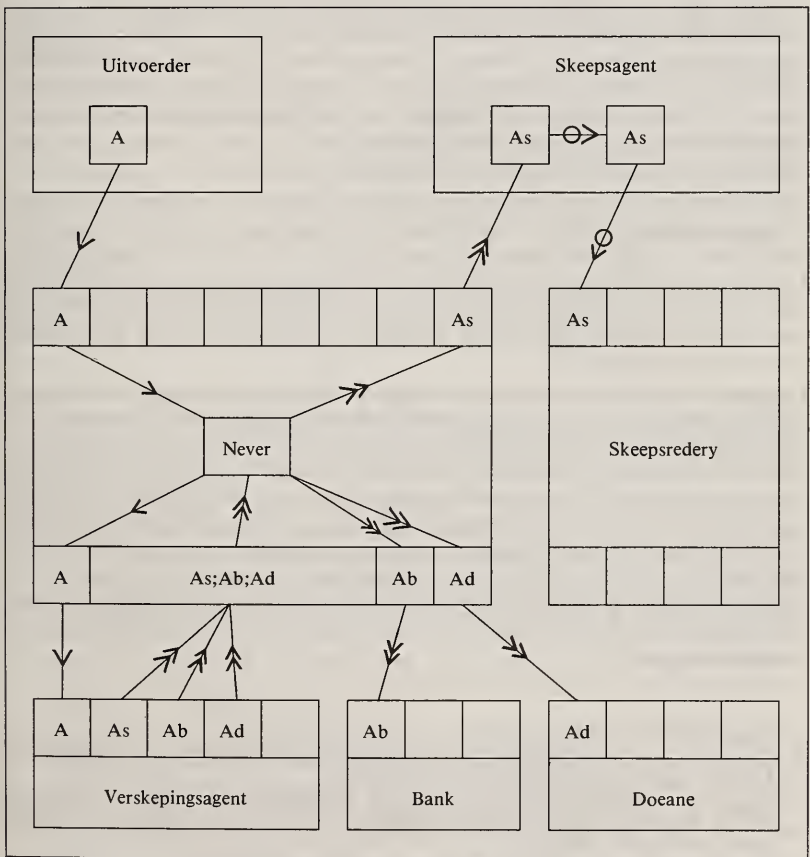 Uitvoerder
Skeepsagent
A
As
As
A
As
As
Never
Skeepsredery
A
As;Ab;Ad
Ab
Ad
A
As
Ab
Ad
Ab
Ad
Verskepingsagent
Bank
Doeane